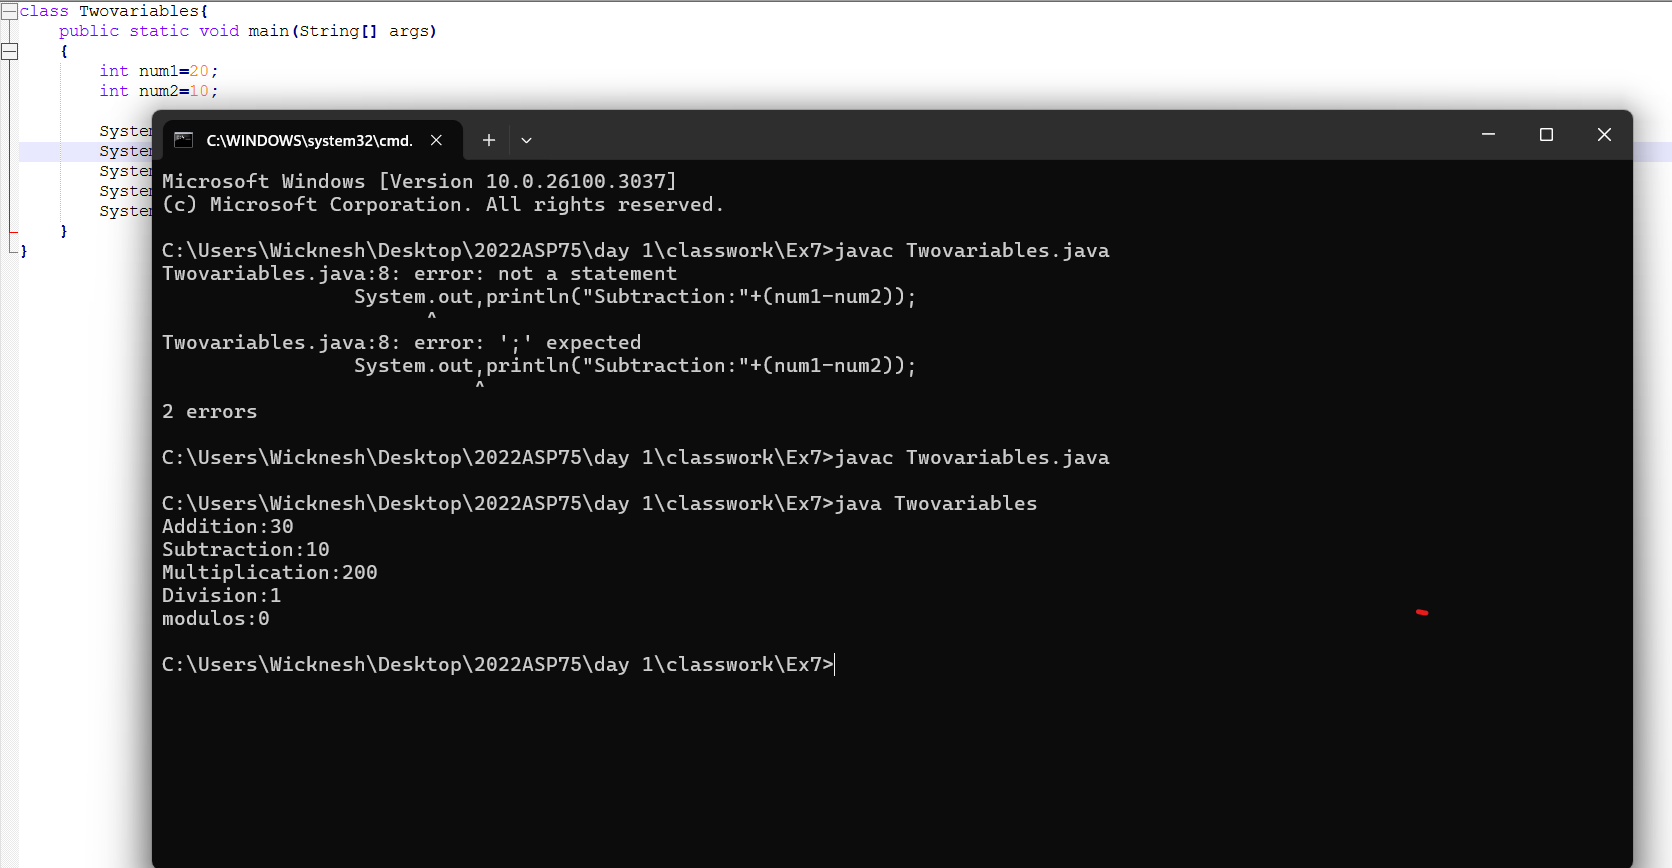 class Twovariables{
public static void main(String[] args)
{
int num1=20;
int num2=10;
System
System
System
System
System
}
}
C:\WINDOWS\system32\cmd.
Microsoft Windows [Version 10.0.26100.3037]
(c) Microsoft Corporation. All rights reserved.
C:\Users\Wicknesh\Desktop\2022ASP75\day 1\classwork\Ex7>javac Twovariables.java
Twovariables.java:8: error: not a statement
System.out,println("Subtraction:"+(num1-num2));
^
Twovariables.java:8: error: ';' expected
System.out,println("Subtraction:"+(num1-num2));
^
2 errors
C:\Users\Wicknesh\Desktop\2022ASP75\day 1\classwork\Ex7>javac Twovariables.java
C:\Users\Wicknesh\Desktop\2022ASP75\day 1\classwork\Ex7>java Twovariables
Addition:30
Subtraction:10
Multiplication:200
Division:1
modulos:0
C:\Users\Wicknesh\Desktop\2022ASP75\day 1\classwork\Ex7>